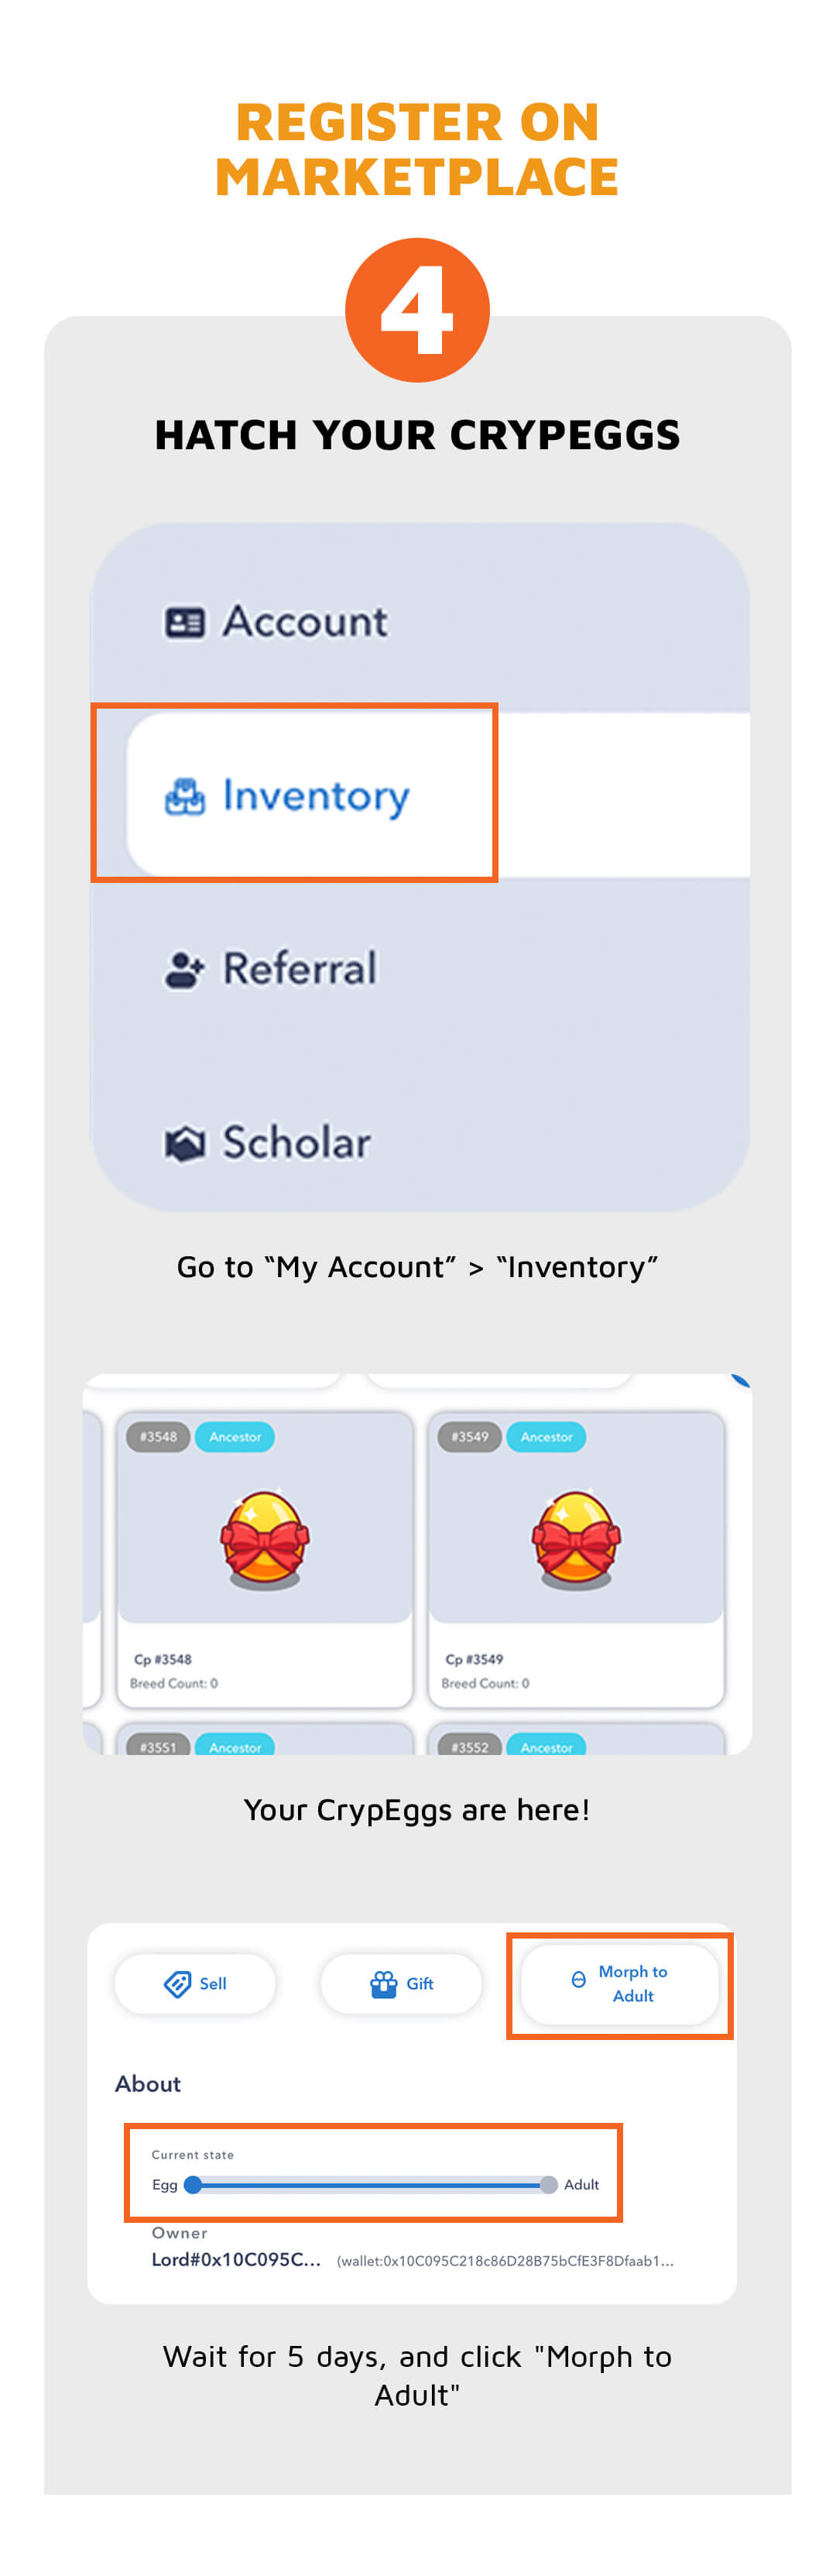 REGISTER ON
MARKETPLACE
4
HATCH YOUR CRYPEGGS
Account
Inventory
Referral
Scholar
Go to “My Account” > “Inventory”
#3548 Ancestor
#3549 Ancestor
Cp #3548
Breed Count: 0
Cp #3549
Breed Count: 0
#3551 Ancestor
#3552 Ancestor
Your CrypEggs are here!
Sell
Gift
Morph to
Adult
About
Current state
Egg
Adult
Owner
Lord#0x10C095C... (wallet:0x10C095C218c86D28B75bCfE3F8Dfaab1...
Wait for 5 days, and click "Morph to
Adult"